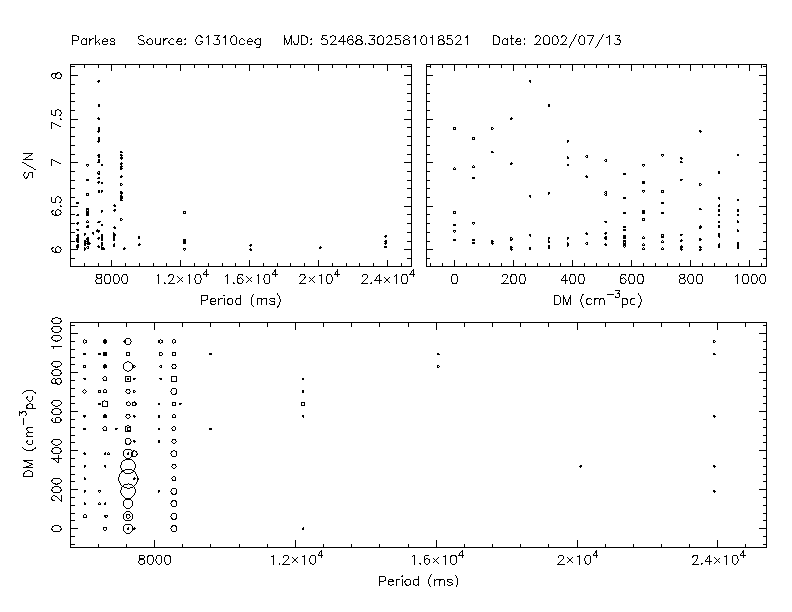 Parkes Source: G1310ceg MJD: 52468.302581018521 Date: 2002/07/13
S/N
8
7.5
7
6.5
6
8000 1.2×10⁴ 1.6×10⁴ 2×10⁴ 2.4×10⁴
Period (ms)
0 200 400 600 800 1000
DM (cm⁻³pc)
DM (cm⁻³pc)
1000
800
600
400
200
0
8000 1.2×10⁴ 1.6×10⁴ 2×10⁴ 2.4×10⁴
Period (ms)